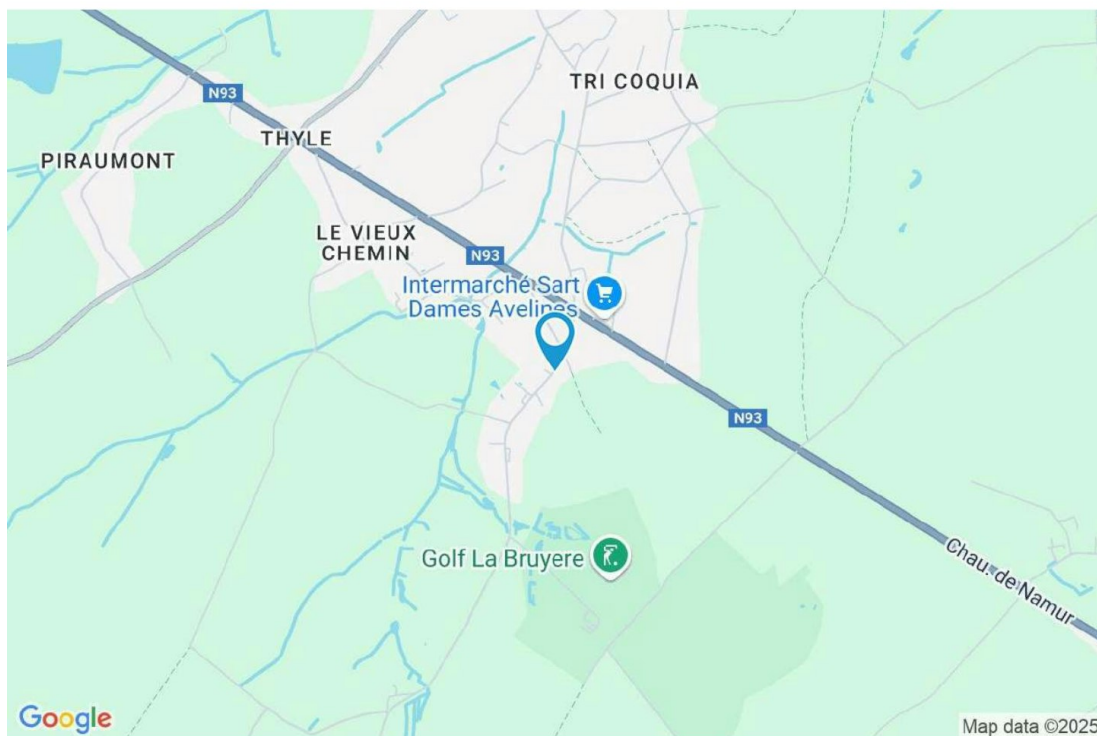 TRI COQUIA
N93
THYLE
PIRAUMONT
LE VIEUX
CHEMIN
N93
Intermarché Sart
Dames Avelines
N93
Golf La Bruyere
Chau. de Namur
Google
Map data ©2025